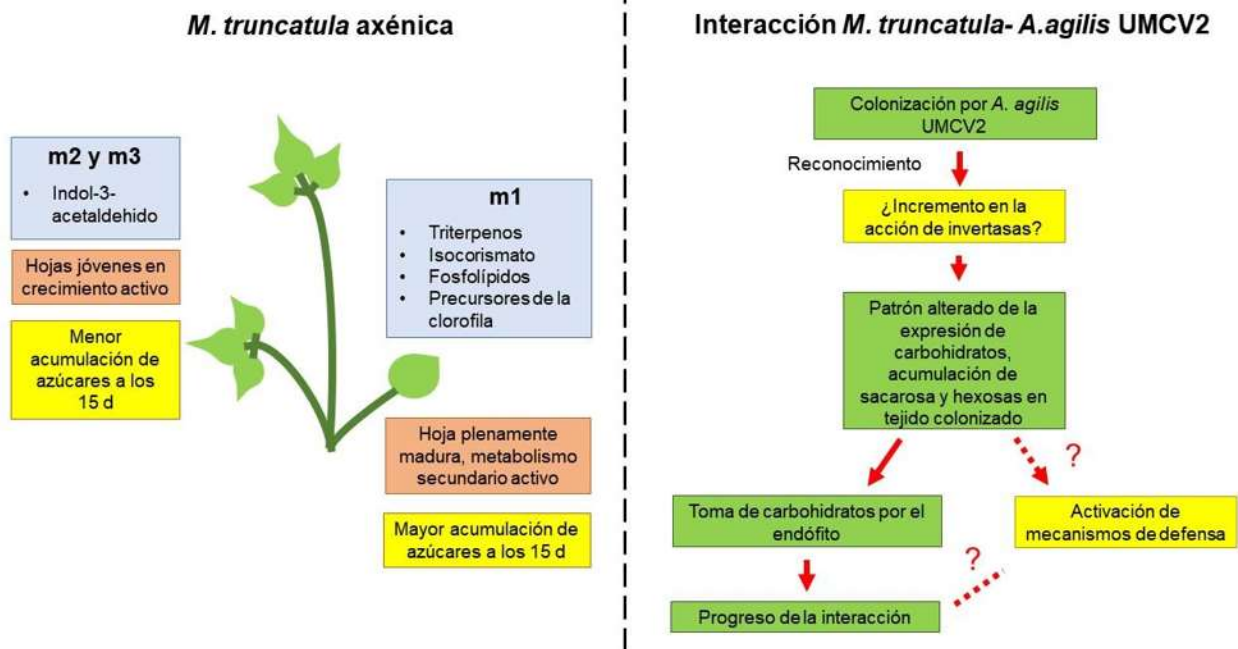 M. truncatula axénica
m2 y m3
• Indol-3-
acetaldehido
Hojas jóvenes en
crecimiento activo
Menor
acumulación de
azúcares a los
15 d
m1
• Triterpenos
• Isocorismato
• Fosfolípidos
• Precursores de la
clorofila
Hoja plenamente
madura, metabolismo
secundario activo
Mayor acumulación de
azúcares a los 15 d
Interacción M. truncatula- A.agilis UMCV2
Colonización por A. agilis
UMCV2
Reconocimiento
¿Incremento en la
acción de invertasas?
Patrón alterado de la
expresión de
carbohidratos,
acumulación de
sacarosa y hexosas en
tejido colonizado
?
Toma de carbohidratos por el
endófito
Activación de
mecanismos de defensa
?
Progreso de la interacción